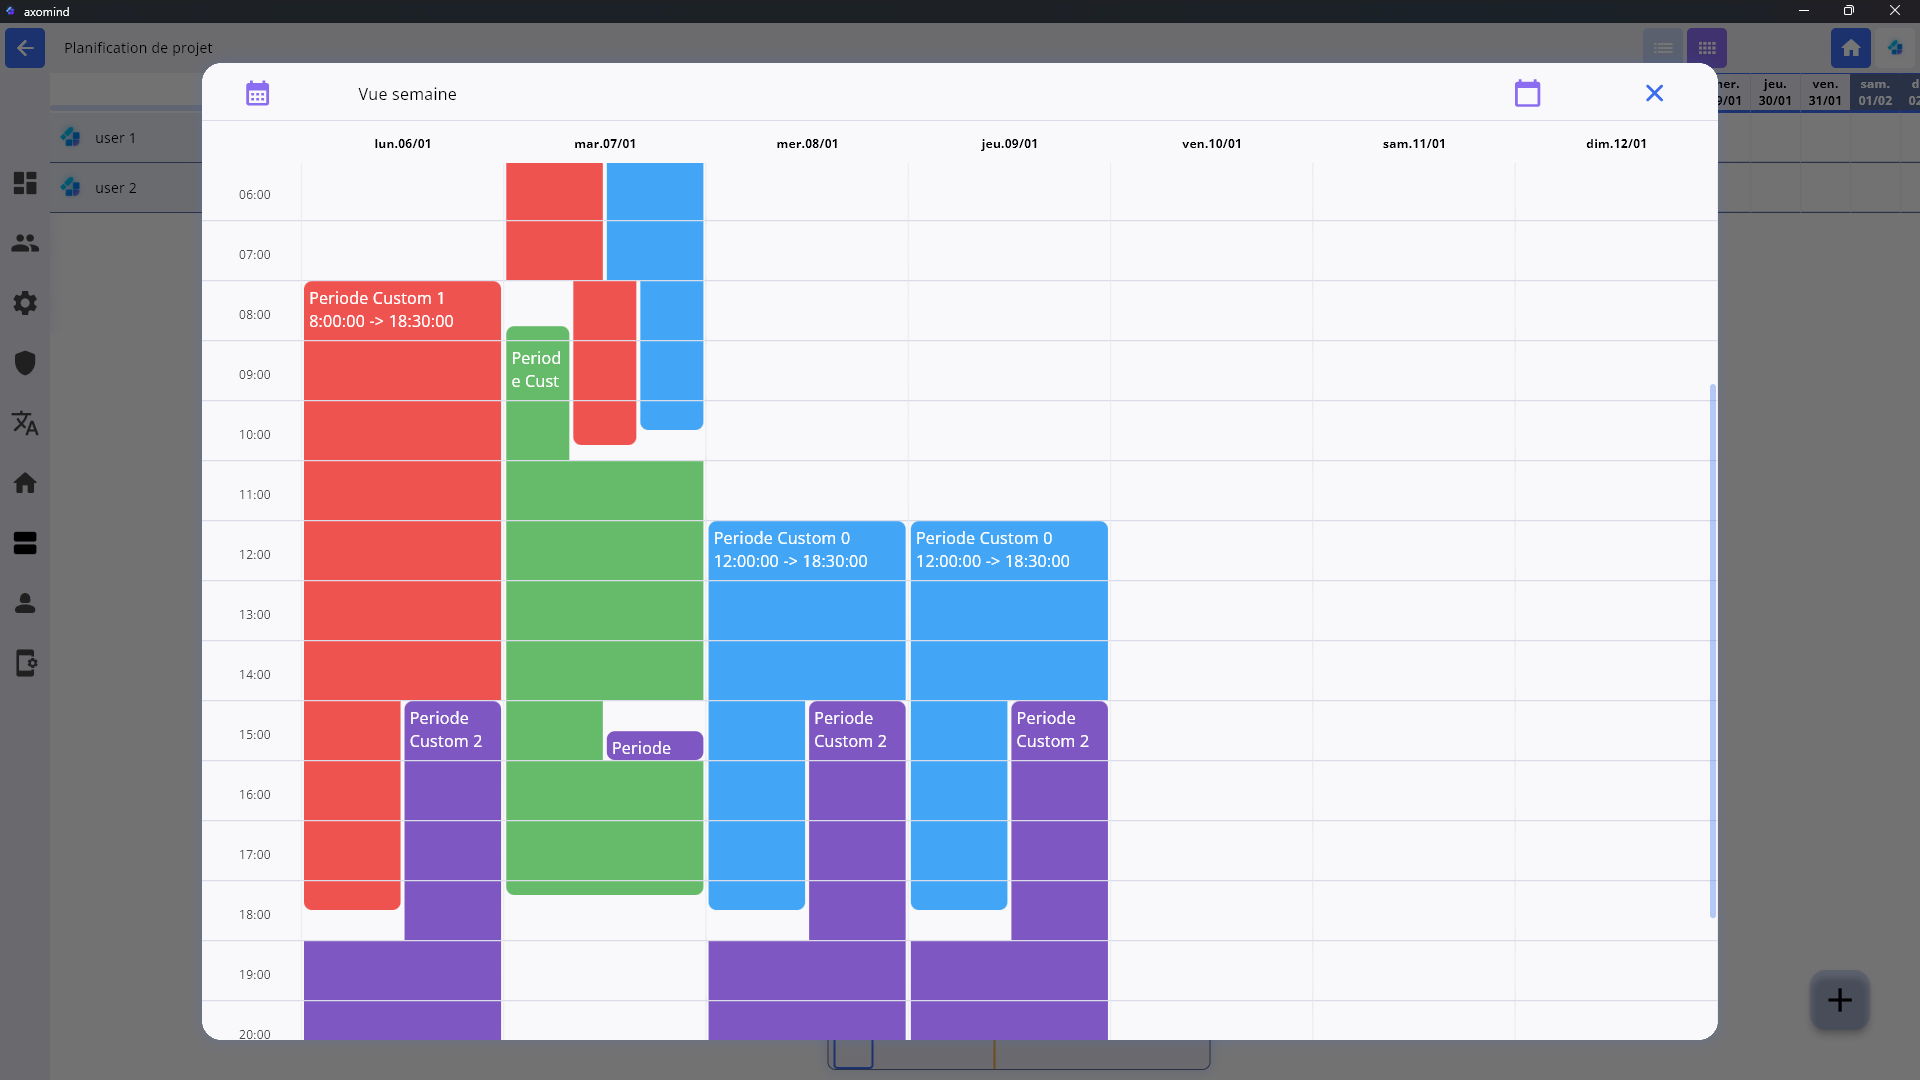 axomind
Planification de projet
Vue semaine
jeu.
ven.
sam.
30/01
31/01
01/02
user 1
user 2
lun.06/01
mar.07/01
mer.08/01
jeu.09/01
ven.10/01
sam.11/01
dim.12/01
06:00
07:00
08:00
09:00
10:00
11:00
12:00
13:00
14:00
15:00
16:00
17:00
18:00
19:00
20:00
Periode Custom 1
8:00:00 -> 18:30:00
Periode
Custom 2
Period
e Cust
Periode
Periode Custom 0
12:00:00 -> 18:30:00
Periode
Custom 2
Periode Custom 0
12:00:00 -> 18:30:00
Periode
Custom 2